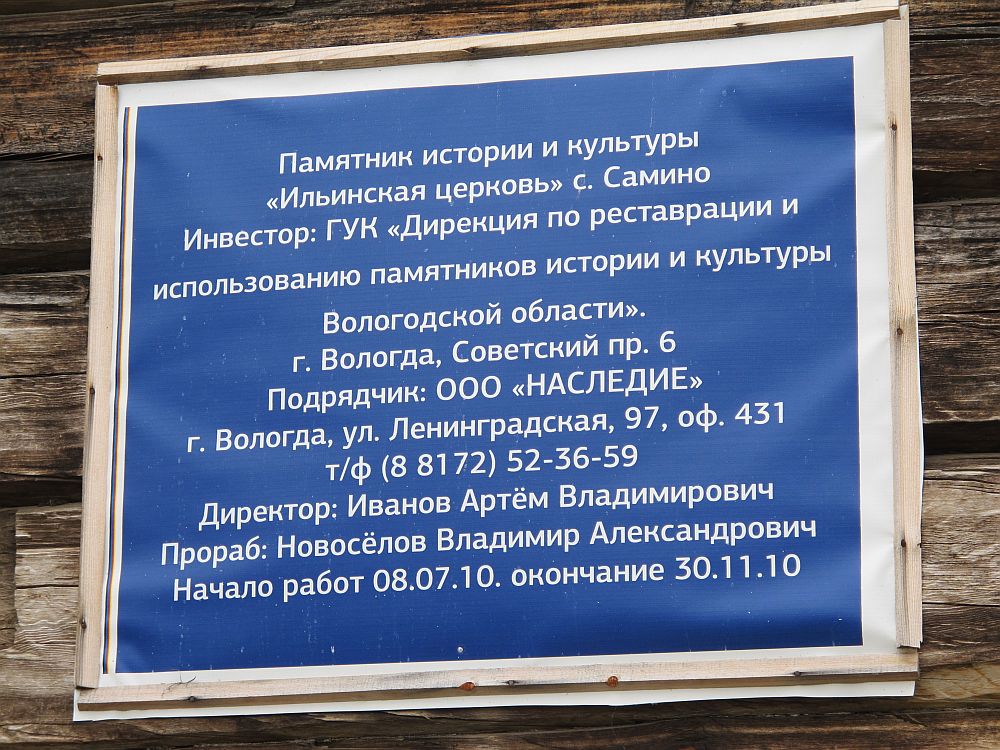 Памятник истории и культуры
«Ильинская церковь» с. Самино
Инвестор: ГУК «Дирекция по реставрации и
использованию памятников истории и культуры
Вологодской области».
г. Вологда, Советский пр. 6
Подрядчик: ООО «НАСЛЕДИЕ»
г. Вологда, ул. Ленинградская, 97, оф. 431
т/ф (8 8172) 52-36-59
Директор: Иванов Артём Владимирович
Прораб: Новосёлов Владимир Александрович
Начало работ 08.07.10. окончание 30.11.10